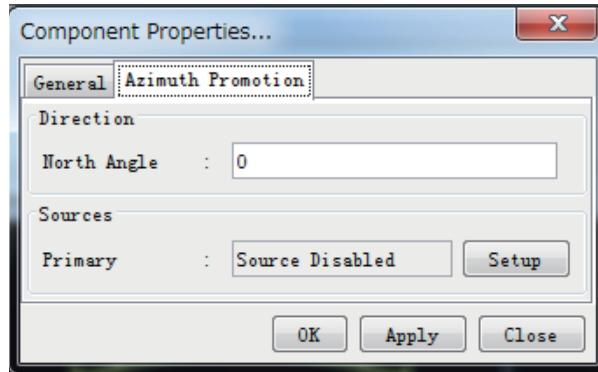 Component Properties...
General Azimuth Promotion
Direction
North Angle : 0
Sources
Primary : Source Disabled Setup
OK Apply Close